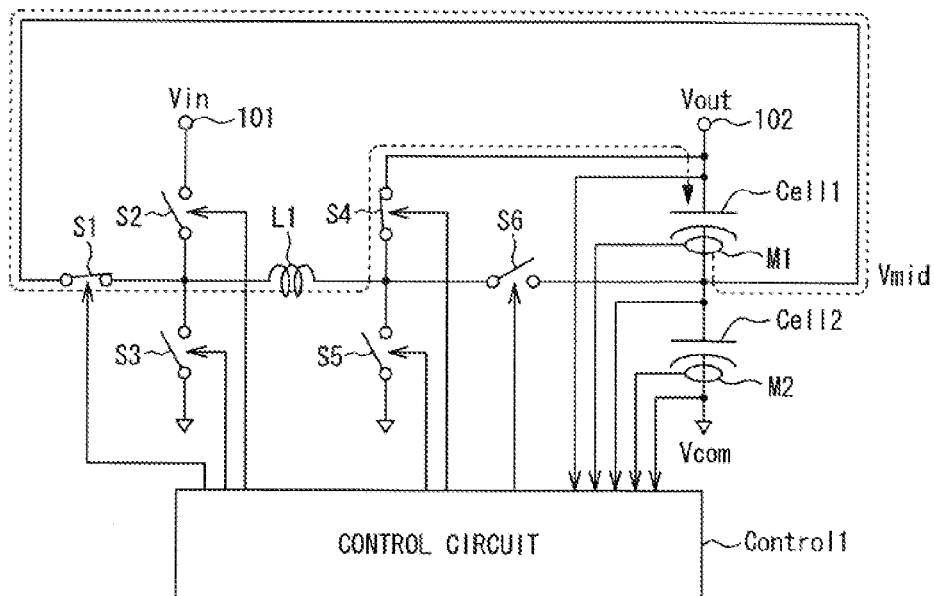 Vin
101
Vout
102
S2
L1
S4
Cell1
S1
S6
M1
Vmid
Cell2
S3
S5
M2
Vcom
CONTROL CIRCUIT
Control1